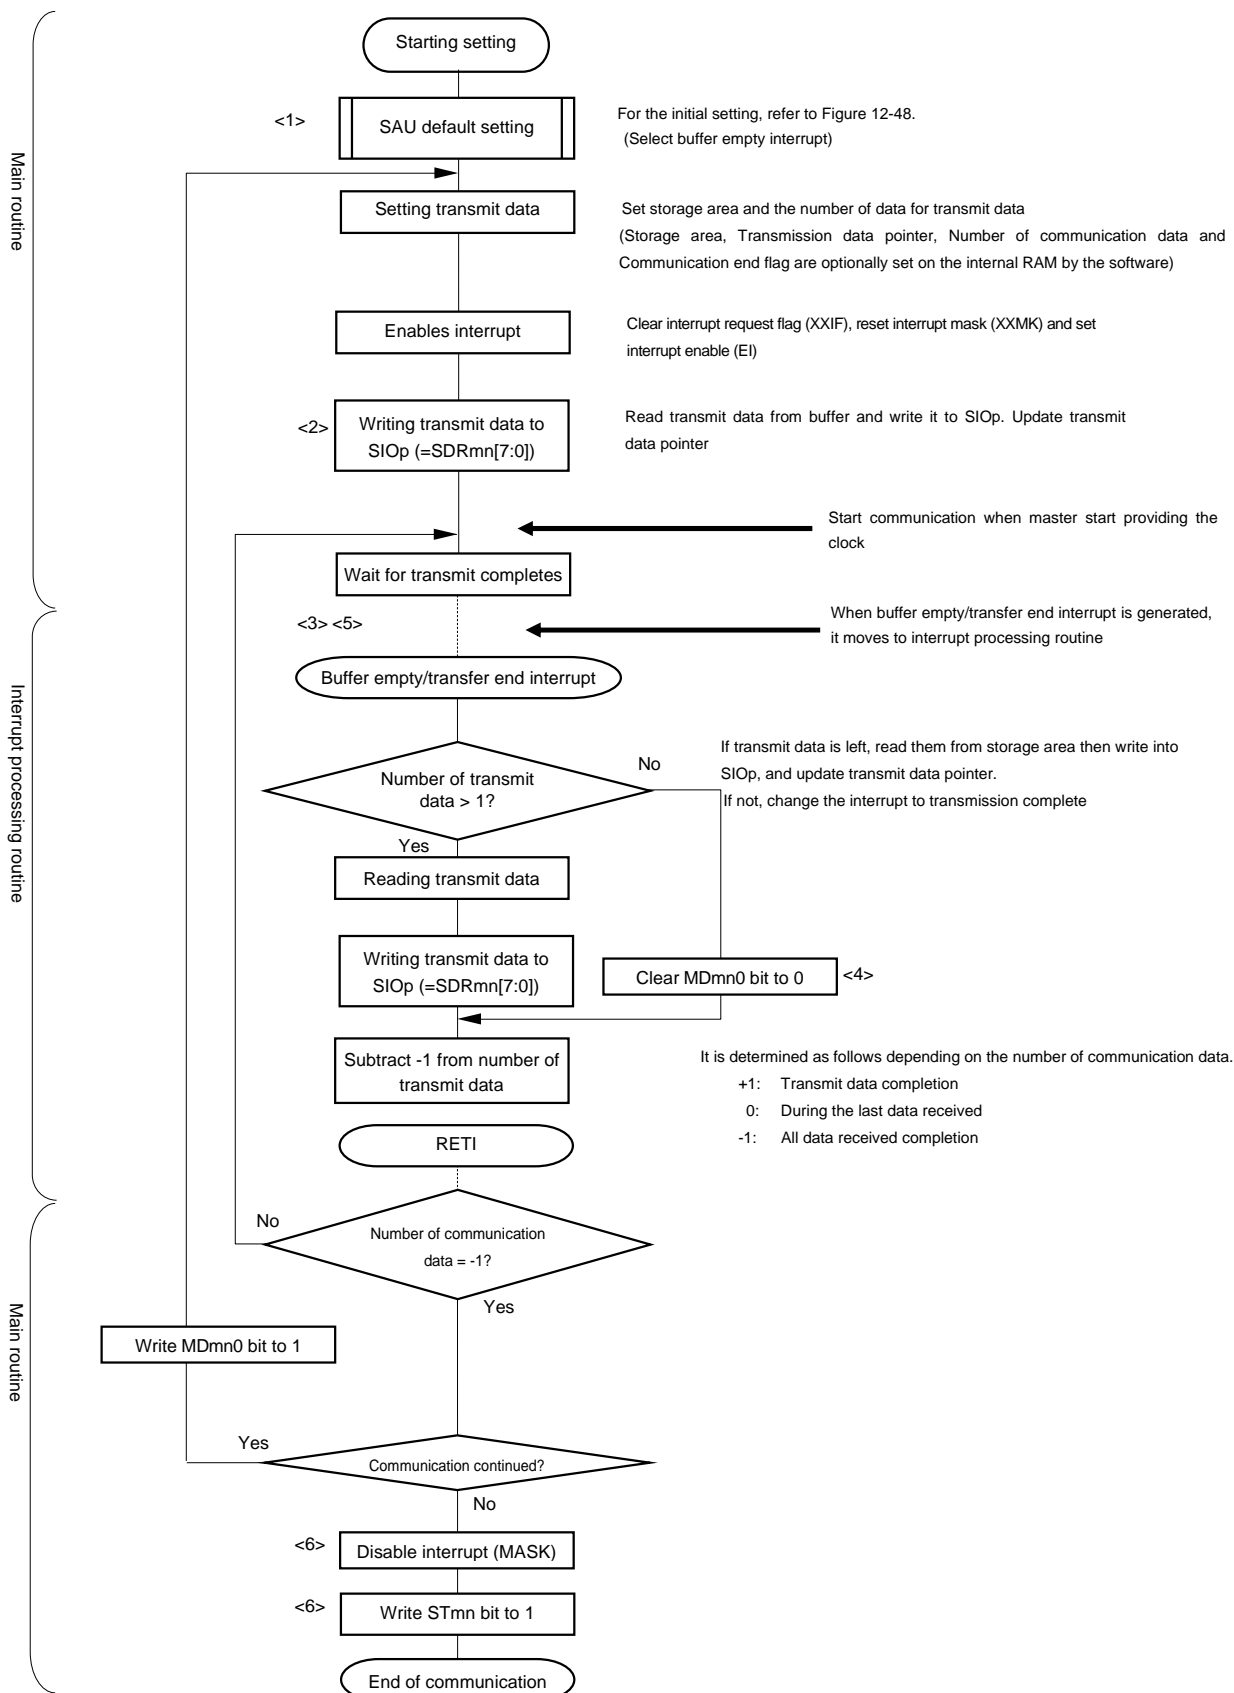 Starting setting
<1>
SAU default setting
For the initial setting, refer to Figure 12-48.
(Select buffer empty interrupt)
Main routine
Setting transmit data
Set storage area and the number of data for transmit data
(Storage area, Transmission data pointer, Number of communication data and
Communication end flag are optionally set on the internal RAM by the software)
Enables interrupt
Clear interrupt request flag (XXIF), reset interrupt mask (XXMK) and set
interrupt enable (EI)
<2>
Writing transmit data to
SIOp (=SDRmn[7:0])
Read transmit data from buffer and write it to SIOp. Update transmit
data pointer
Start communication when master start providing the
clock
Wait for transmit completes
<3> <5>
When buffer empty/transfer end interrupt is generated,
it moves to interrupt processing routine
Buffer empty/transfer end interrupt
Interrupt processing routine
Number of transmit
data > 1?
No
If transmit data is left, read them from storage area then write into
SIOp, and update transmit data pointer.
If not, change the interrupt to transmission complete
Yes
Reading transmit data
Writing transmit data to
SIOp (=SDRmn[7:0])
Clear MDmn0 bit to 0
<4>
Subtract -1 from number of
transmit data
It is determined as follows depending on the number of communication data.
+1: Transmit data completion
0: During the last data received
-1: All data received completion
RETI
No
Number of communication
data = -1?
Yes
Main routine
Write MDmn0 bit to 1
Yes
Communication continued?
No
<6>
Disable interrupt (MASK)
<6>
Write STmn bit to 1
End of communication